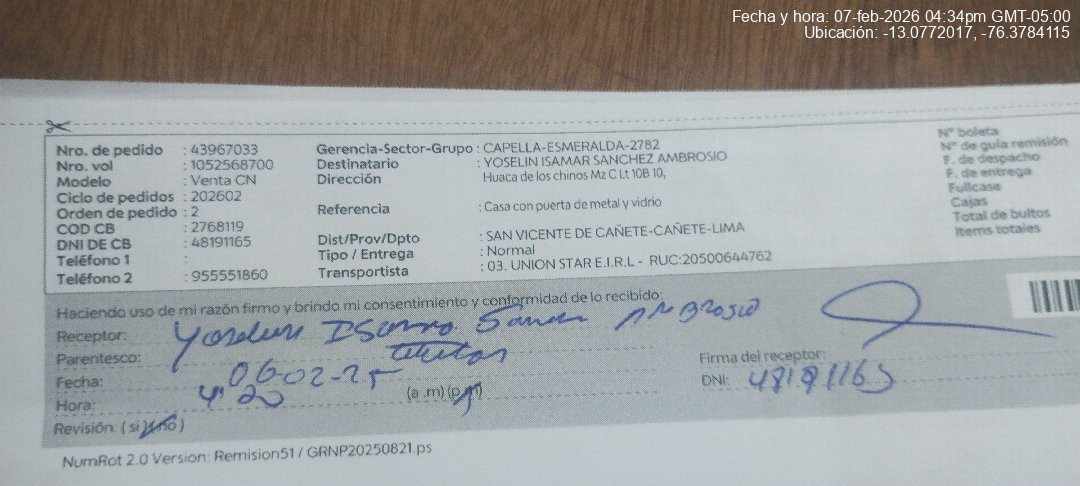 Fecha y hora: 07-feb-2026 04:34pm GMT-05:00
Ubicación: -13.0772017, -76.3784115
Nro. de pedido : 43967033 Gerencia-Sector-Grupo : CAPELLA-ESMERALDA-2782 N° boleta
Nro. vol : 1052568700 Destinatario : YOSELIN ISAMAR SANCHEZ AMBROSIO N° de guía remisión
Modelo : Venta CN Dirección Huaca de los chinos Mz C Lt 10B 10, F. de despacho
Ciclo de pedidos : 202602 F. de entrega
Orden de pedido : 2 Referencia : Casa con puerta de metal y vidrio Fullcase
COD CB : 2768119 Cajas
DNI DE CB : 48191165 Dist/Prov/Dpto : SAN VICENTE DE CAÑETE-CAÑETE-LIMA Total de bultos
Teléfono 1 : Tipo / Entrega : Normal Items totales
Teléfono 2 : 955551860 Transportista : 03. UNION STAR E.I.R.L - RUC:20500644762
Haciendo uso de mi razón firmo y brindo mi consentimiento y conformidad de lo recibido:
Receptor: Ambrosio
Parentesco: titular
Firma del receptor:
Fecha: 06-02-25
DNI: 48191165
Hora: 4:20 (a .m) (p.m)
Revisión: ( si ) ( no )
NumRot 2.0 Version: Remision51 / GRNP20250821.ps